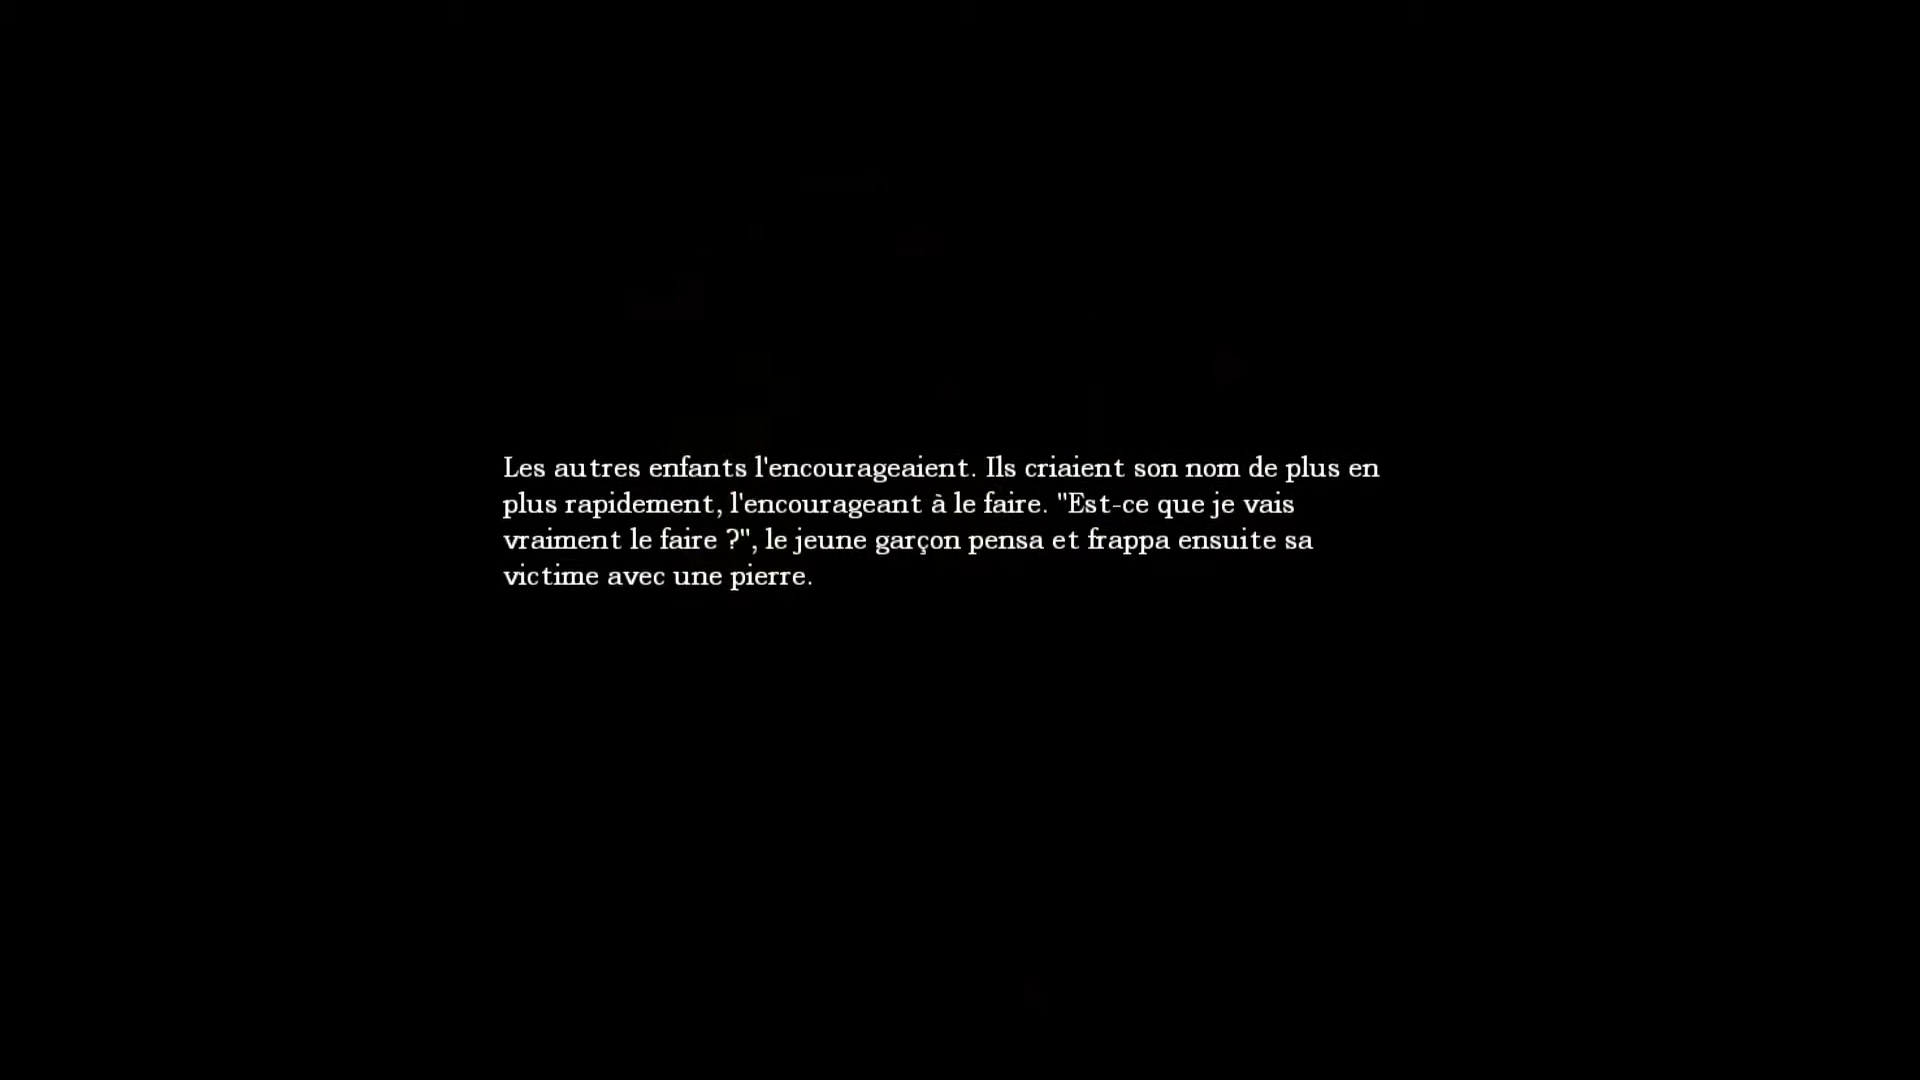 Les autres enfants l'encourageaient. Ils criaient son nom de plus en
plus rapidement, l'encourageant à le faire. "Est-ce que je vais
vraiment le faire ?", le jeune garçon pensa et frappa ensuite sa
victime avec une pierre.